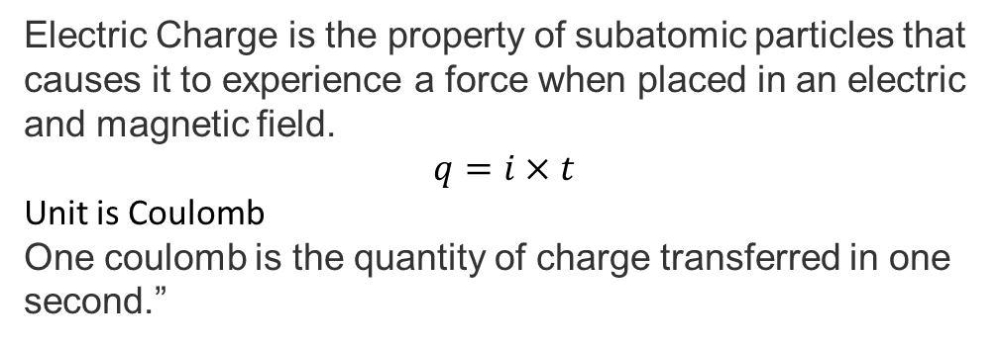 Electric Charge is the property of subatomic particles that
causes it to experience a force when placed in an electric
and magnetic field.
q = i × t
Unit is Coulomb
One coulomb is the quantity of charge transferred in one
second.”